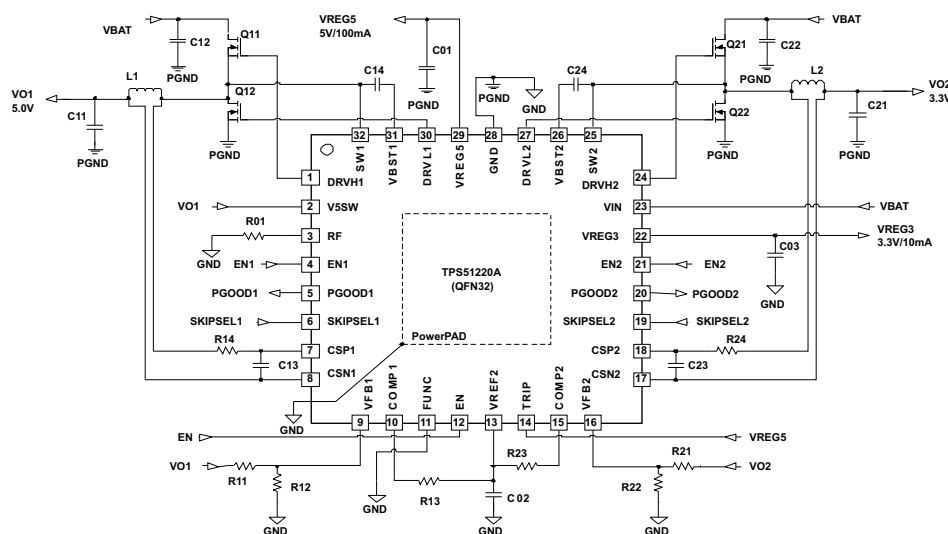 VBAT
C12
Q11
PGND
VREG5
5V/100mA
C01
PGND
PGND
GND
Q21
VBAT
C22
PGND
L1
VO1
5.0V
C11
PGND
Q12
PGND
C14
C24
Q22
PGND
L2
VO2
3.3V
C21
PGND
32
31
30
29
28
27
26
25
SW1
VBST1
DRVL1
VREG5
GND
DRVL2
VBST2
SW2
1
DRVH1
DRVH2
24
VO1
2
V5SW
VIN
23
VBAT
R01
GND
3
RF
VREG3
22
VREG3
3.3V/10mA
C03
GND
EN1
4
EN1
EN2
21
EN2
PGOOD1
5
PGOOD1
PGOOD2
20
PGOOD2
SKIPSEL1
6
SKIPSEL1
SKIPSEL2
19
SKIPSEL2
TPS51220A
(QFN32)
PowerPAD
R14
7
CSP1
CSP2
18
R24
C13
8
CSN1
CSN2
17
C23
GND
VFB1
COMP1
FUNC
EN
VREF2
TRIP
COMP2
VFB2
9
10
11
12
13
14
15
16
EN
VREG5
VO1
R11
R12
GND
GND
R13
R23
C02
GND
R21
VO2
R22
GND